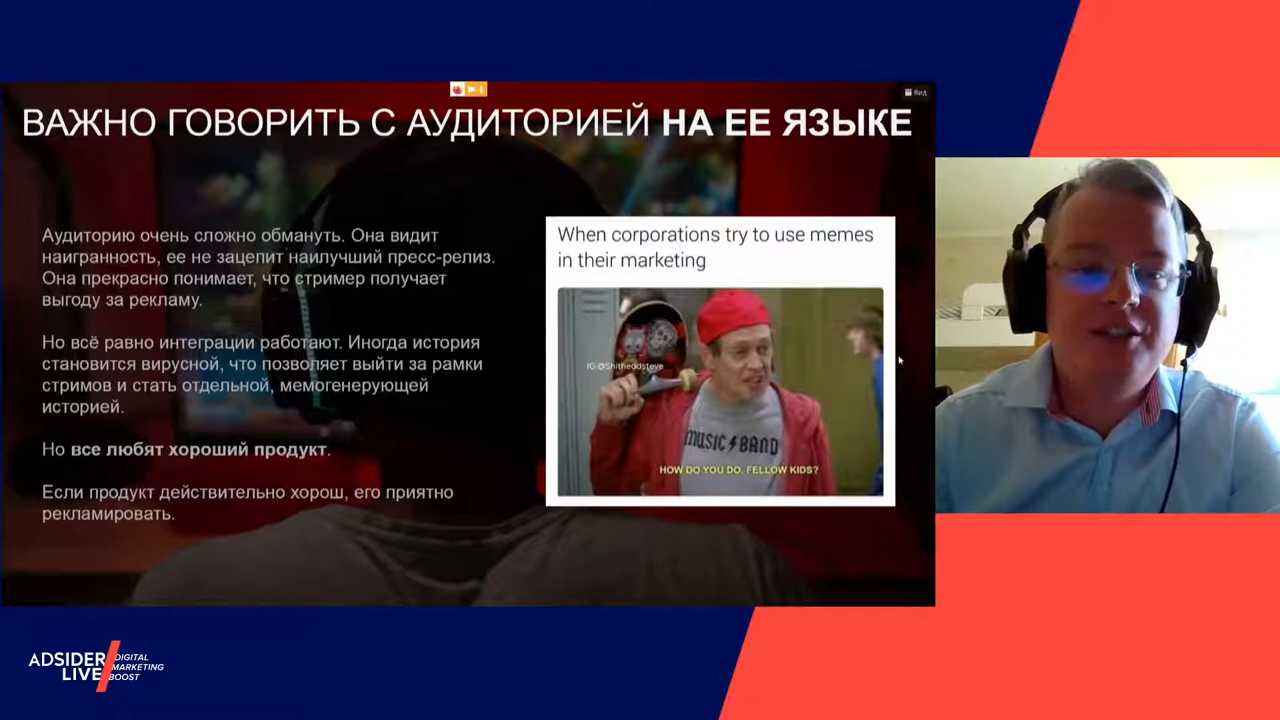 Вид
ВАЖНО ГОВОРИТЬ С АУДИТОРИЕЙ НА ЕЕ ЯЗЫКЕ
Аудиторию очень сложно обмануть. Она видит
наигранность, ее не зацепит наилучший пресс-релиз.
Она прекрасно понимает, что стример получает
выгоду за рекламу.
Но всё равно интеграции работают. Иногда история
становится вирусной, что позволяет выйти за рамки
стримов и стать отдельной, мемогенерующей
историей.
Но все любят хороший продукт.
Если продукт действительно хорош, его приятно
рекламировать.
When corporations try to use memes
in their marketing
IG:@Shitheadsteve
MUSIC BAND
HOW DO YOU DO, FELLOW KIDS?
ADSIDER
LIVE
DIGITAL
MARKETING
BOOST